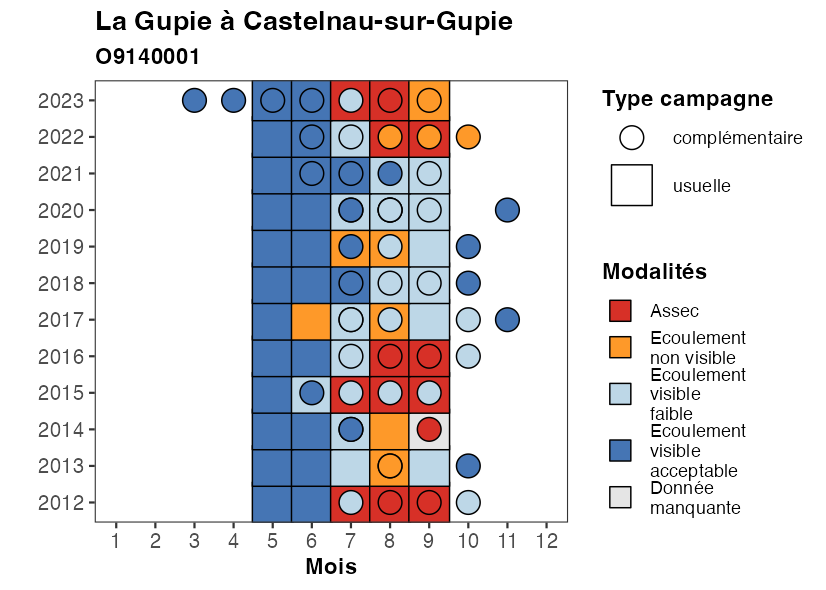 La Gupie à Castelnau-sur-Gupie
O9140001
2023
2022
2021
2020
2019
2018
2017
2016
2015
2014
2013
2012
1 2 3 4 5 6 7 8 9 10 11 12
Mois
Type campagne
complémentaire
usuelle
Modalités
Assec
Ecoulement
non visible
Ecoulement
visible
faible
Ecoulement
visible
acceptable
Donnée
manquante